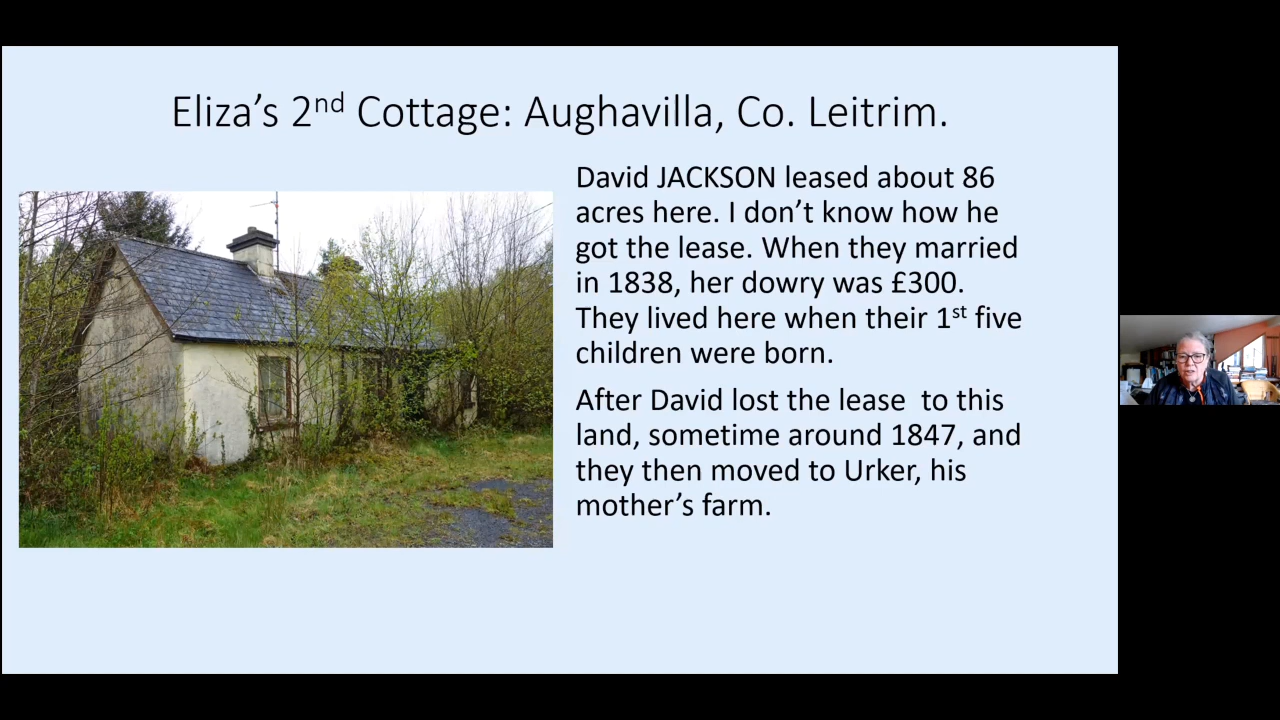 Eliza’s 2nd Cottage: Aughavilla, Co. Leitrim.
David JACKSON leased about 86
acres here. I don’t know how he
got the lease. When they married
in 1838, her dowry was £300.
They lived here when their 1st five
children were born.
After David lost the lease  to this
land, sometime around 1847, and
they then moved to Urker, his
mother’s farm.